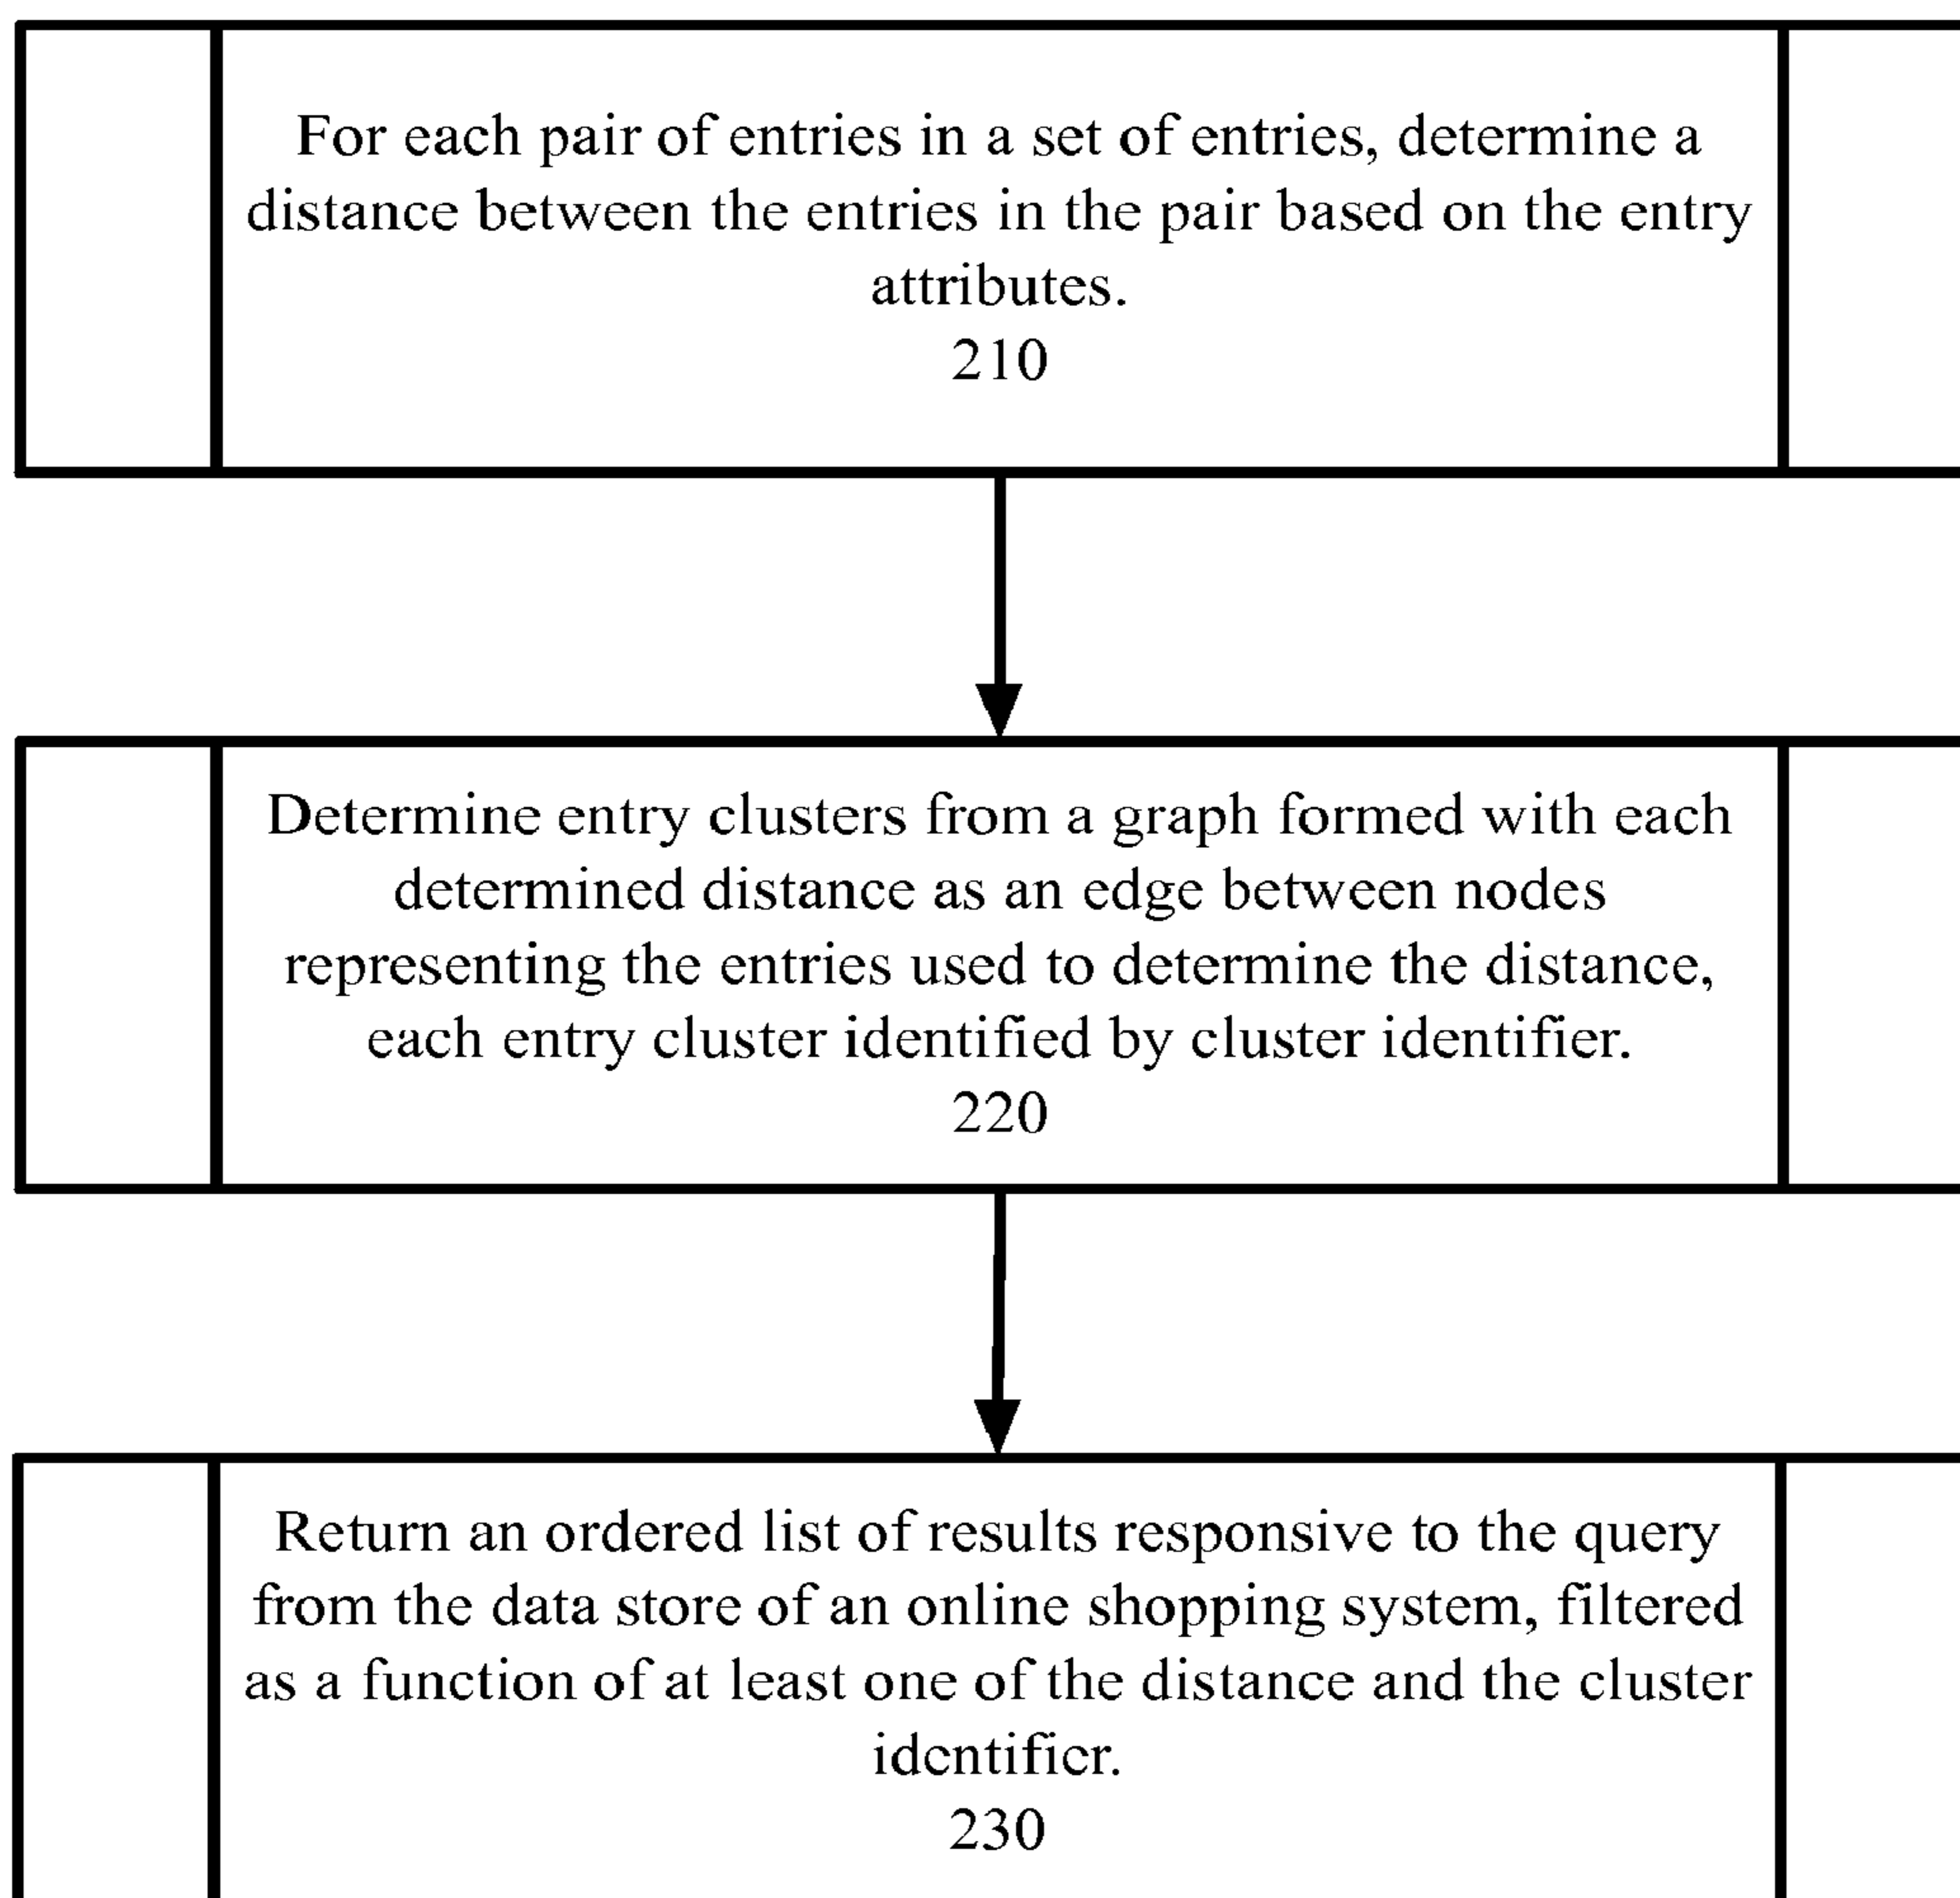 For each pair of entries in a set of entries, determine a
distance between the entries in the pair based on the entry
attributes.
210
Determine entry clusters from a graph formed with each
determined distance as an edge between nodes
representing the entries used to determine the distance,
each entry cluster identified by cluster identifier.
220
Return an ordered list of results responsive to the query
from the data store of an online shopping system, filtered
as a function of at least one of the distance and the cluster
identifier.
230